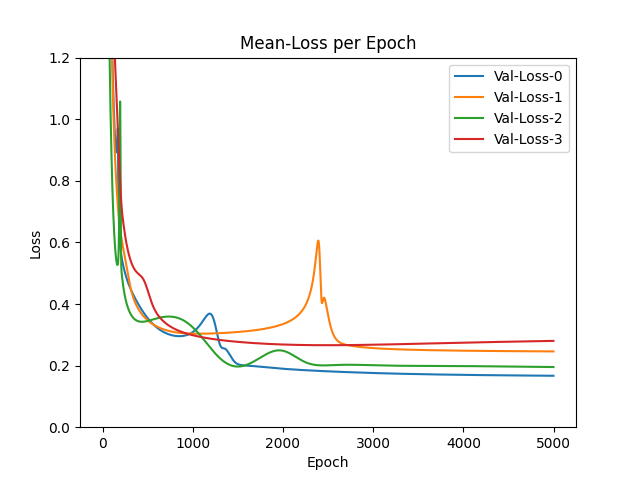 Mean-Loss per Epoch
1.2
1.0
0.8
0.6
0.4
0.2
0.0
Loss
0 1000 2000 3000 4000 5000
Epoch
Val-Loss-0
Val-Loss-1
Val-Loss-2
Val-Loss-3